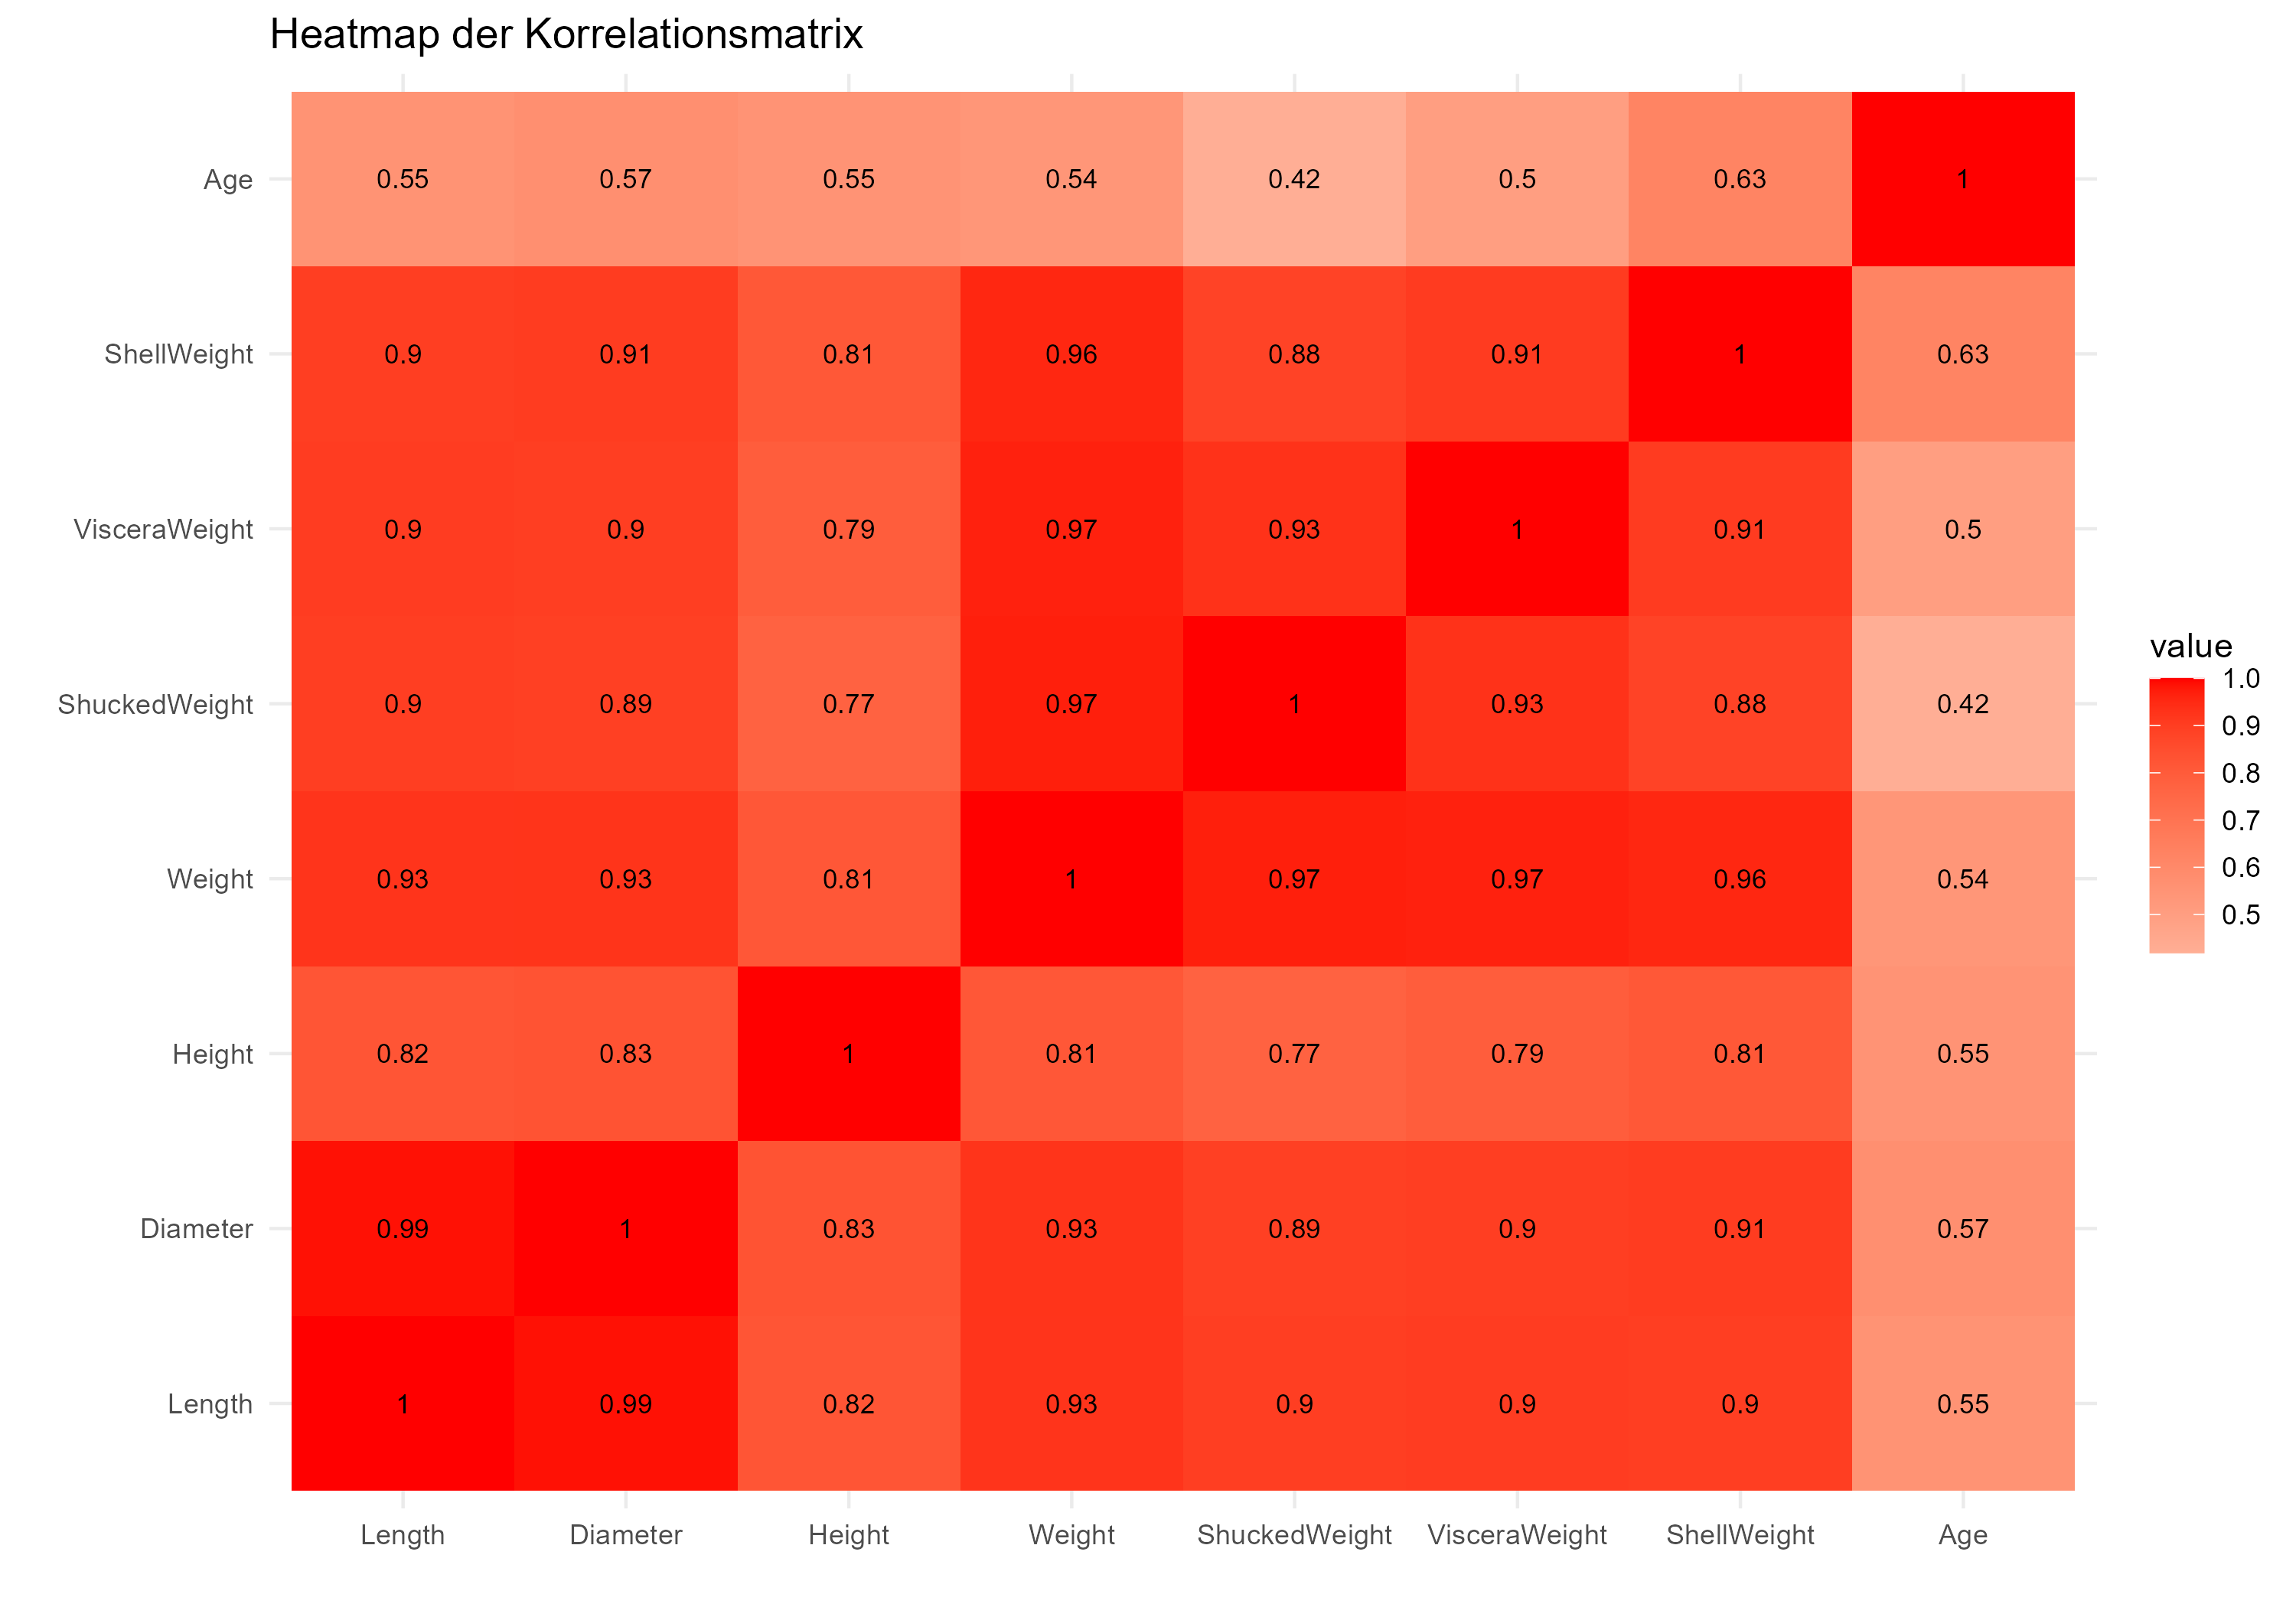 Heatmap der Korrelationsmatrix
Age 0.55 0.57 0.55 0.54 0.42 0.5 0.63 1
ShellWeight 0.9 0.91 0.81 0.96 0.88 0.91 1 0.63
VisceraWeight 0.9 0.9 0.79 0.97 0.93 1 0.91 0.5
ShuckedWeight 0.9 0.89 0.77 0.97 1 0.93 0.88 0.42
Weight 0.93 0.93 0.81 1 0.97 0.97 0.96 0.54
Height 0.82 0.83 1 0.81 0.77 0.79 0.81 0.55
Diameter 0.99 1 0.83 0.93 0.89 0.9 0.91 0.57
Length 1 0.99 0.82 0.93 0.9 0.9 0.9 0.55
Length Diameter Height Weight ShuckedWeight VisceraWeight ShellWeight Age
value
1.0
0.9
0.8
0.7
0.6
0.5